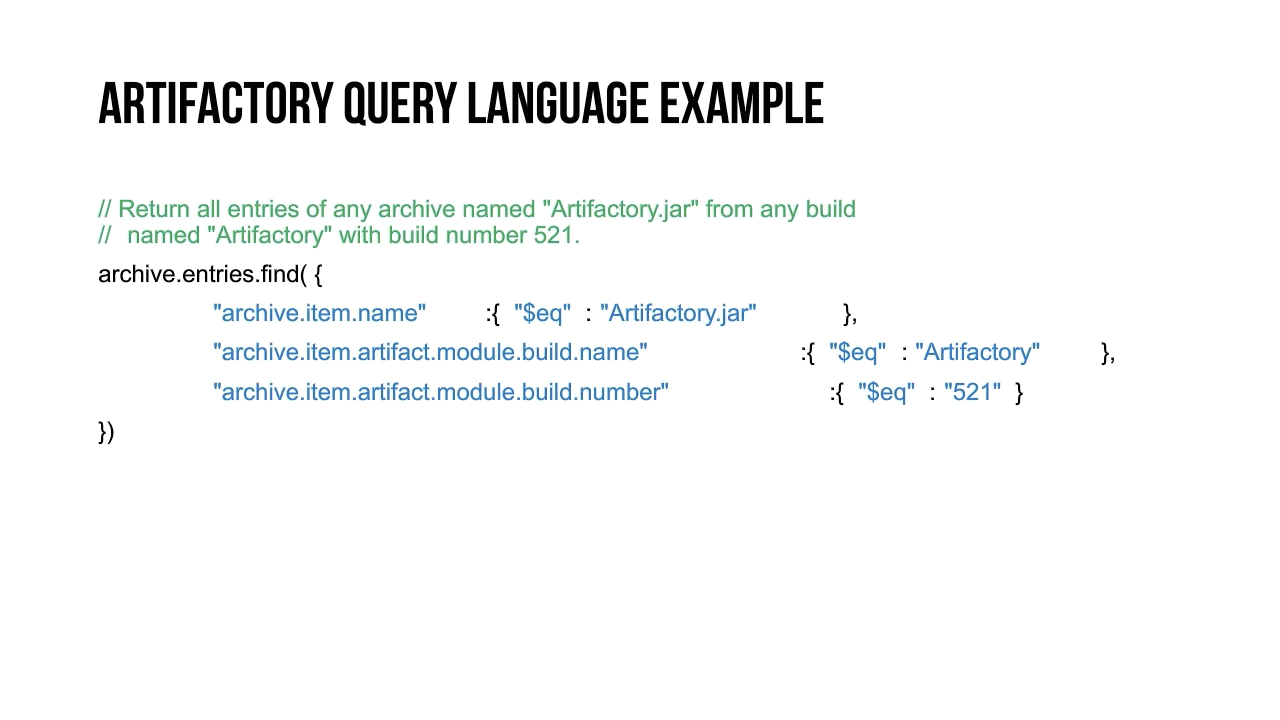 ARTIFACTORY QUERY LANGUAGE EXAMPLE
// Return all entries of any archive named "Artifactory.jar" from any build
// named "Artifactory" with build number 521.
archive.entries.find( {
"archive.item.name" :{ "$eq" : "Artifactory.jar" },
"archive.item.artifact.module.build.name" :{ "$eq" : "Artifactory" },
"archive.item.artifact.module.build.number" :{ "$eq" : "521" }
})